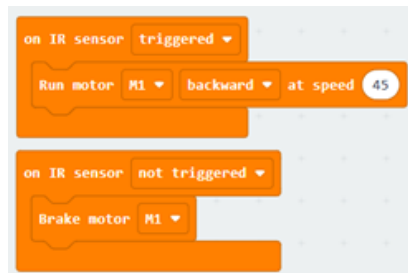 on IR sensor triggered
Run motor M1 backward at speed 45
on IR sensor not triggered
Brake motor M1